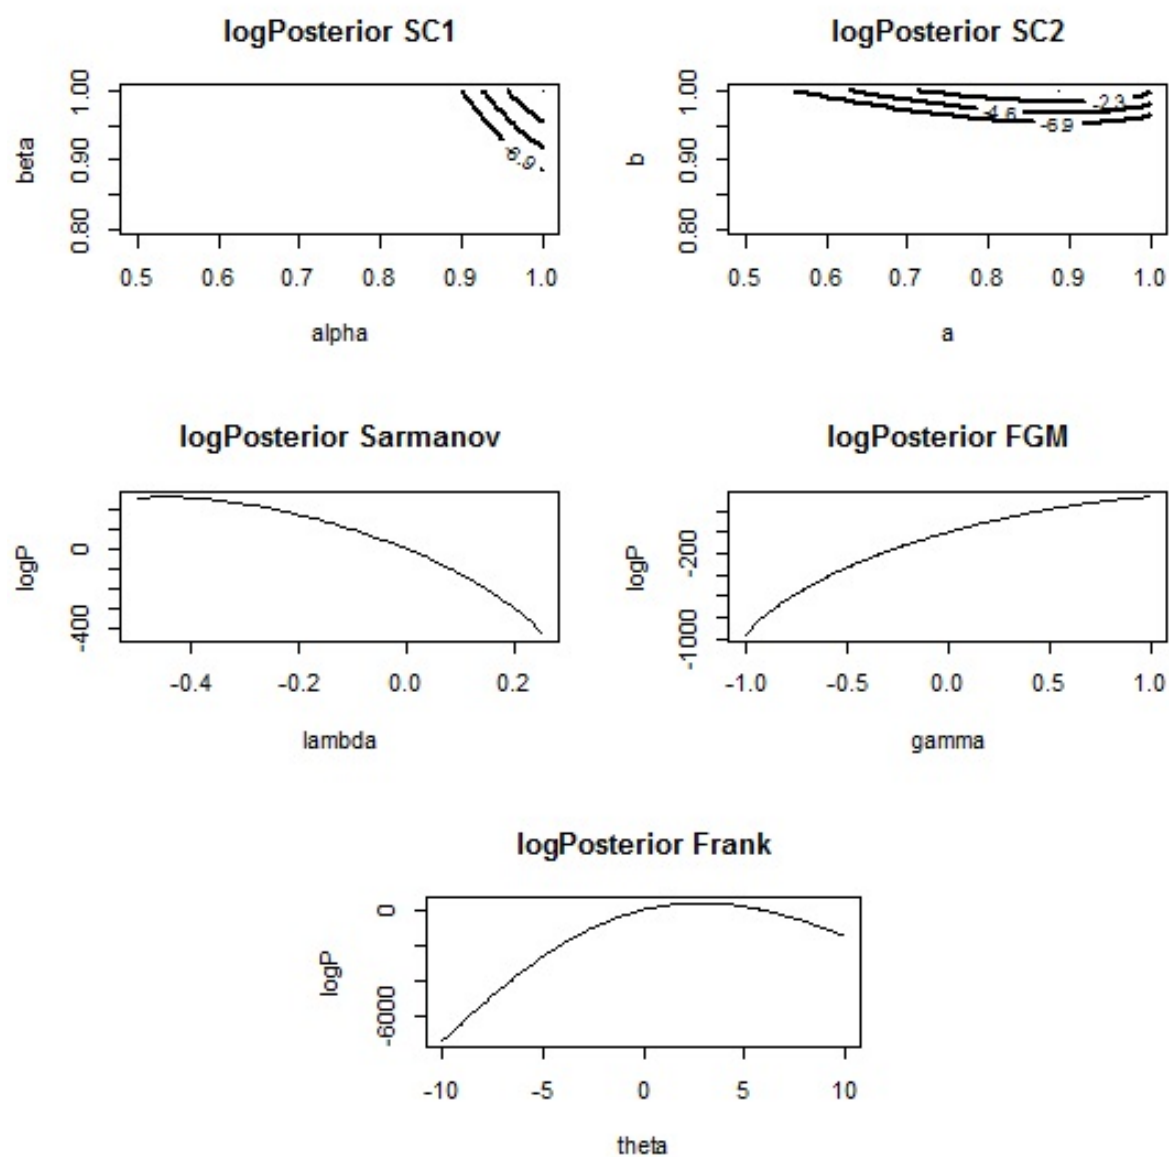 logPosterior SC1
beta
0.80 0.90 1.00
-6.9
0.5 0.6 0.7 0.8 0.9 1.0
alpha
logPosterior SC2
b
0.80 0.90 1.00
-2.3
-4.6
-6.9
0.5 0.6 0.7 0.8 0.9 1.0
a
logPosterior Sarmanov
logP
-400 0
-0.4 -0.2 0.0 0.2
lambda
logPosterior FGM
logP
-1000 -200
-1.0 -0.5 0.0 0.5 1.0
gamma
logPosterior Frank
logP
-6000 0
-10 -5 0 5 10
theta